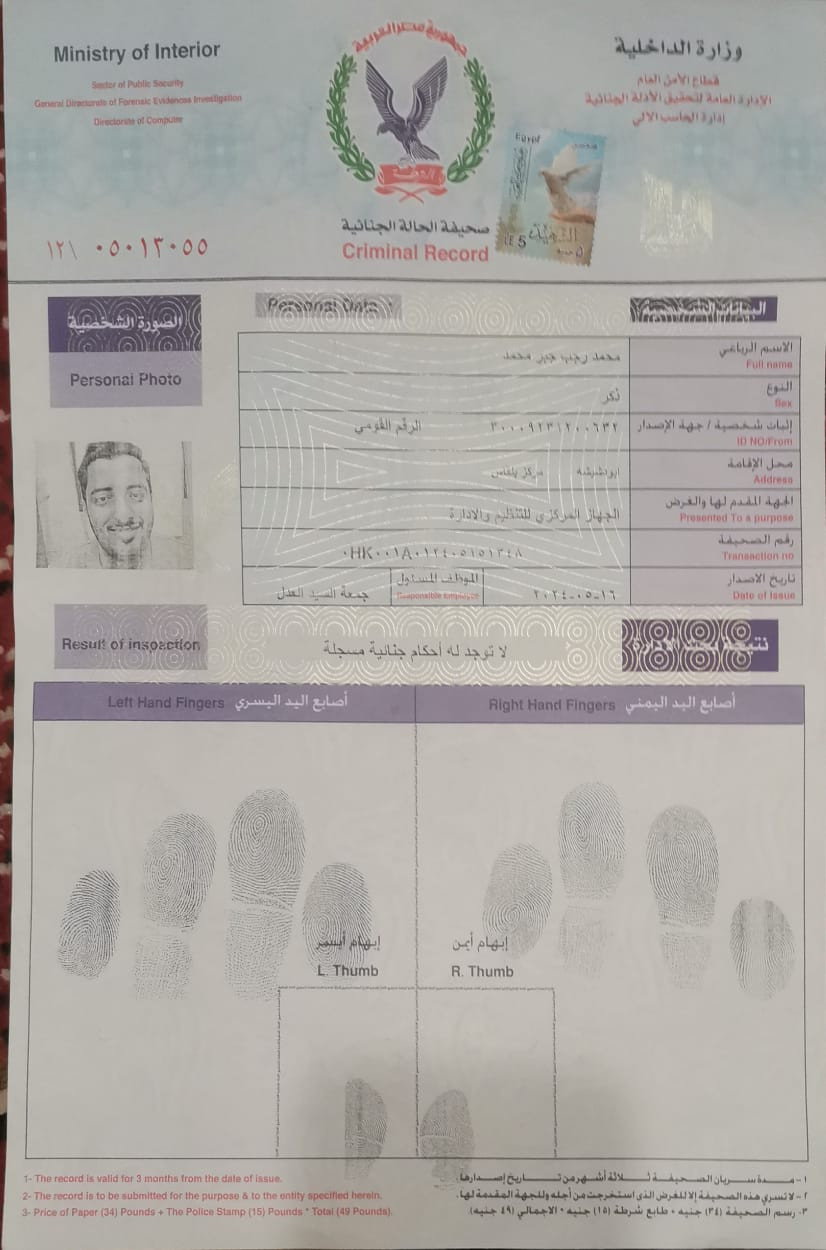 Ministry of Interior
Sector of Public Security
General Directorate of Forensic Evidences Investigation
Directorate of Computer
جمهورية مصر العربية
الشرطة
وزارة الداخلية
قطاع الأمن العام
الإدارة العامة لتحقيق الأدلة الجنائية
إدارة الحاسب الآلي
Egypt
مصر
£E 5
صحيفة الحالة الجنائية
Criminal Record
١٢١ ٠٥٠١٣٠٥٥
الصورة الشخصية
Personal Photo
Personal Data
البيانات الشخصية
الاسم الرباعي
Full name
محمد رجب جبر محمد
النوع
Sex
ذكر
إثبات شخصية / جهة الإصدار
ID NO/From
٣٠٠٠٩٢٣١٢٠٠٦٣٢ الرقم القومي
محل الإقامة
Address
مركز بلقاس
الجهة المقدم لها والغرض
Presented To a purpose
الجهاز المركزي للتنظيم والادارة
رقم الصحيفة
Transaction no
٠HK٠٠١A٠١٢٤٠٥١٥١٣٤٨
تاريخ الاصدار
Date of Issue
٢٠٢٤-٠٥-١٦
الموظف المسئول
Responsible Employee
جمعة السيد العدل
Result of inspection
لا توجد له أحكام جنائية مسجلة
نتيجة بحث الإدارة
Left Hand Fingers أصابع اليد اليسري
Right Hand Fingers أصابع اليد اليمني
إبهام أيسر
L. Thumb
إبهام أيمن
R. Thumb
1- The record is valid for 3 months from the date of issue.
2- The record is to be submitted for the purpose & to the entity specified herein.
3- Price of Paper (34) Pounds + The Police Stamp (15) Pounds * Total (49 Pounds).
١- مدة سريان الصحيفة ثلاثة أشهر من تاريخ إصدارها.
٢- لا تسري هذه الصحيفة إلا للغرض الذى استخرجت من أجله وللجهة المقدمة لها.
٣- رسم الصحيفة (٣٤) جنيه + طابع شرطة (١٥) جنيه * الاجمالي (٤٩ جنيه).